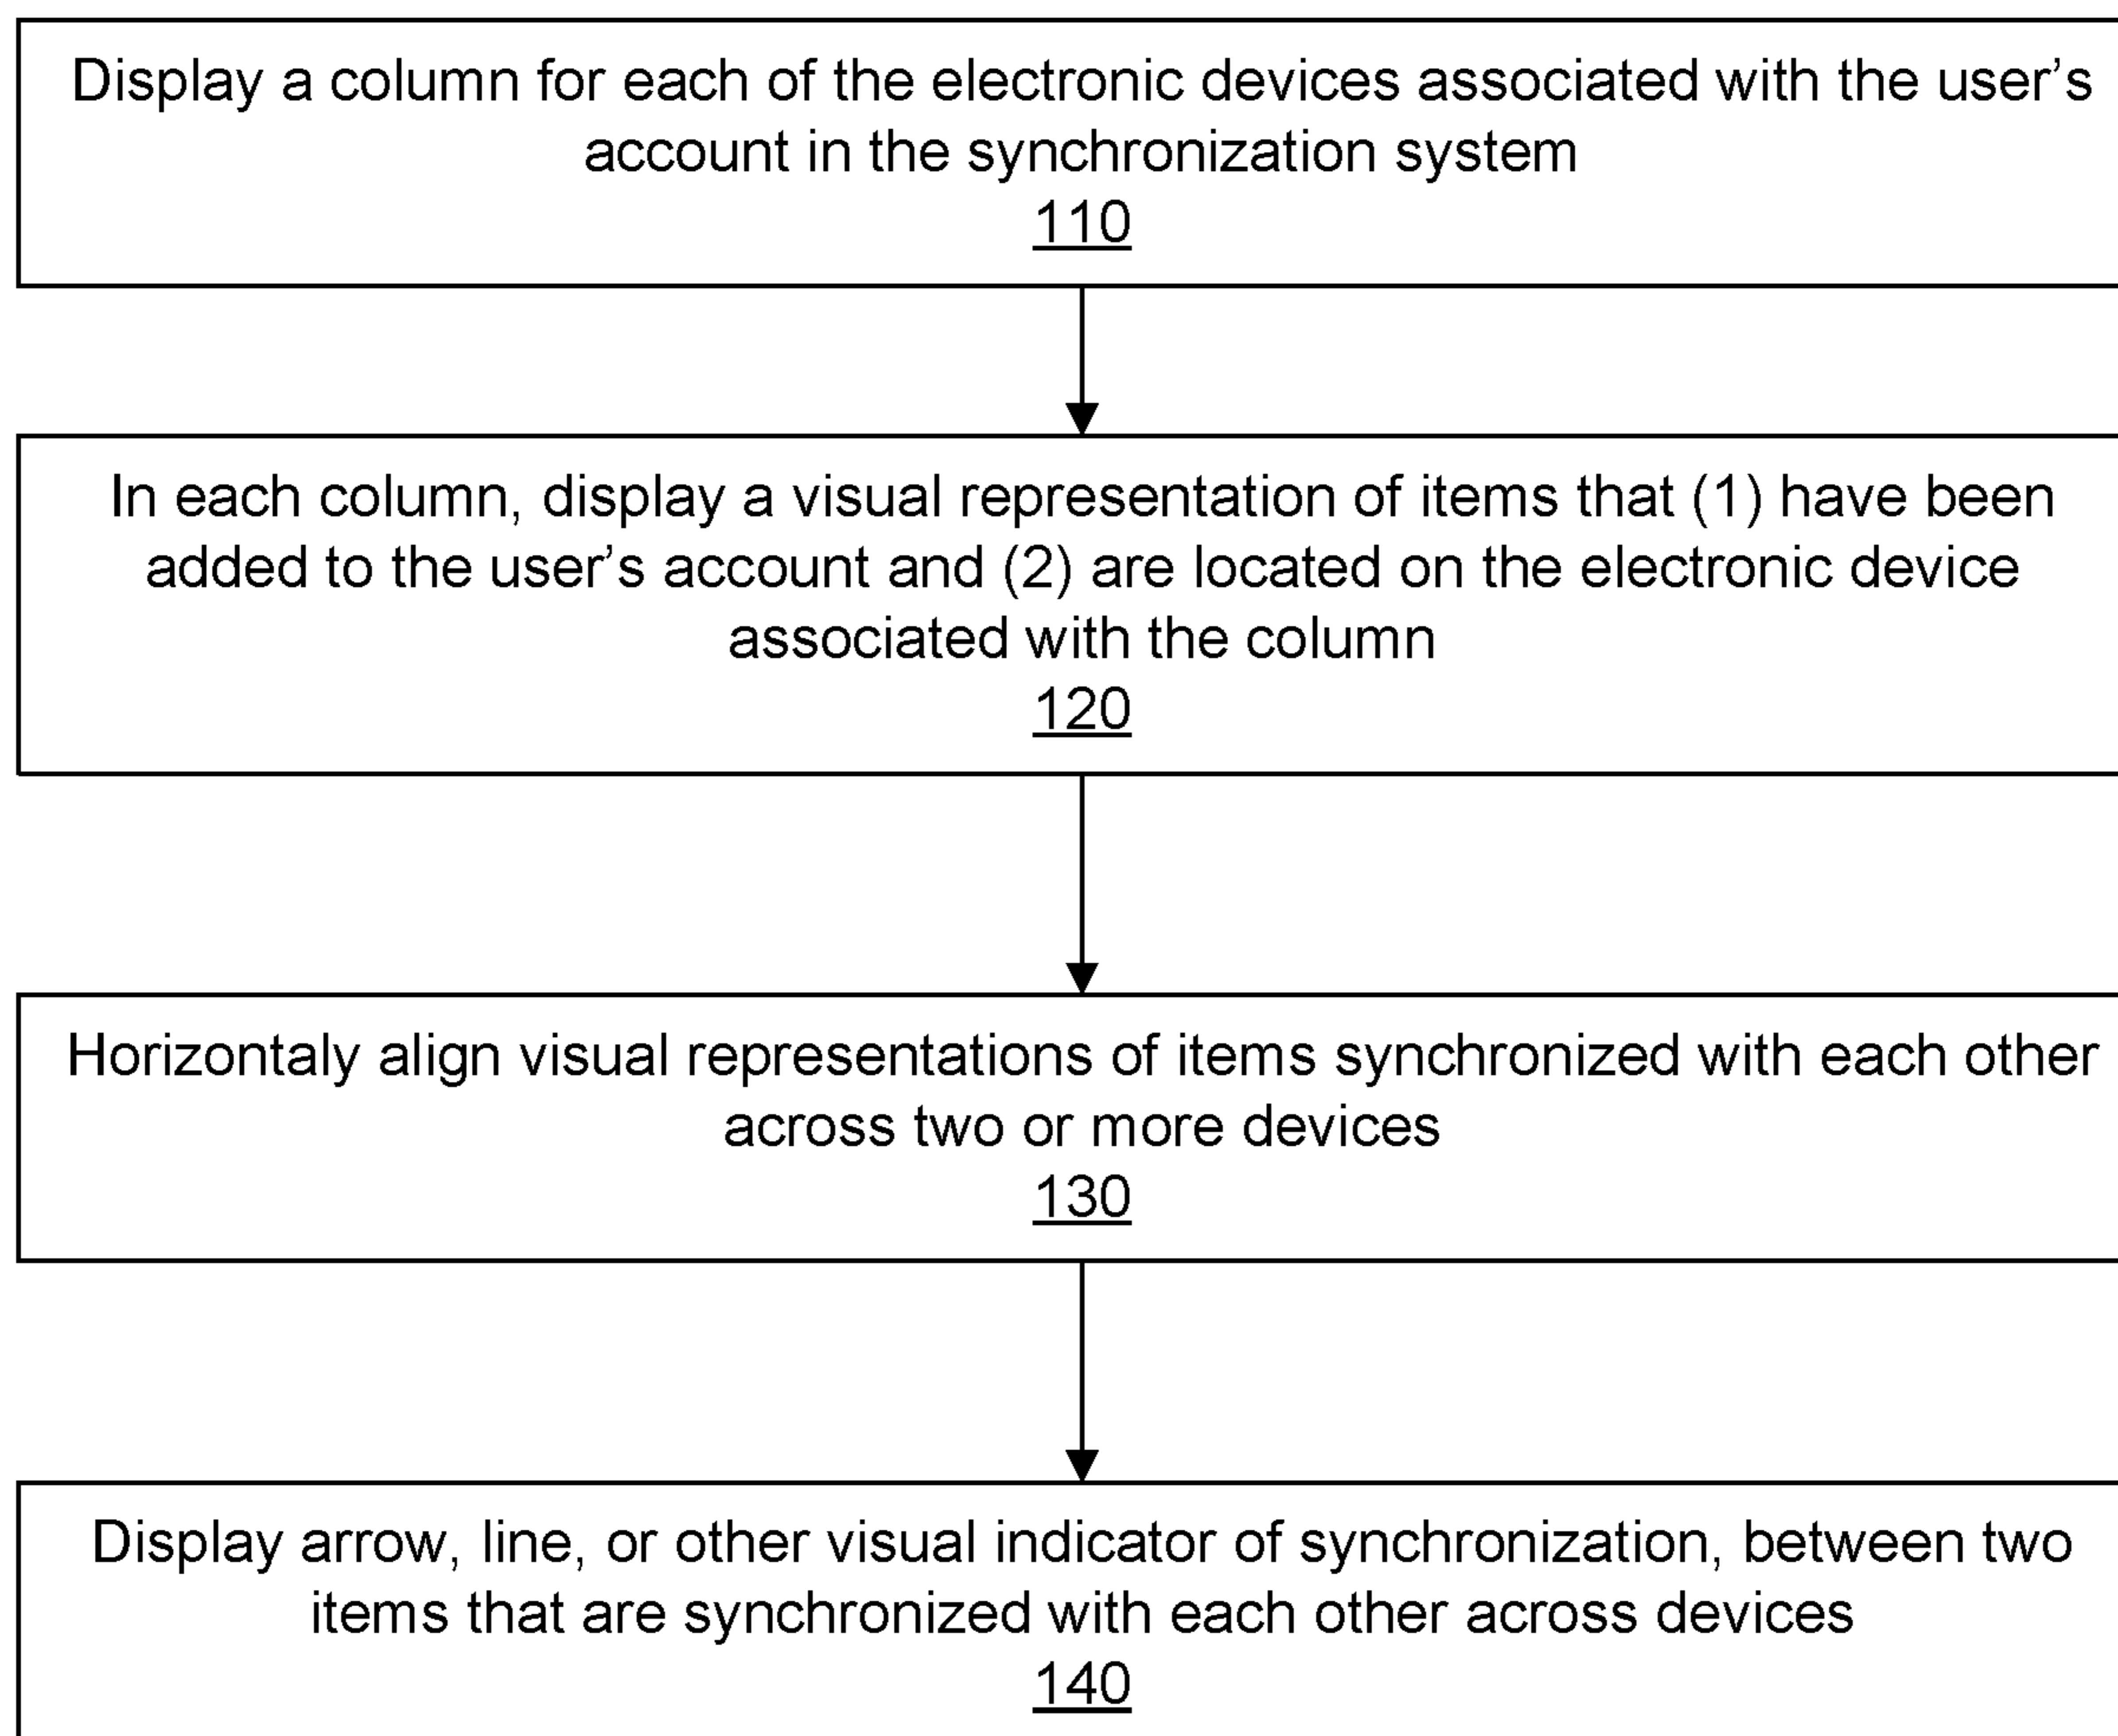 Display a column for each of the electronic devices associated with the user’s
account in the synchronization system
110
In each column, display a visual representation of items that (1) have been
added to the user’s account and (2) are located on the electronic device
associated with the column
120
Horizontaly align visual representations of items synchronized with each other
across two or more devices
130
Display arrow, line, or other visual indicator of synchronization, between two
items that are synchronized with each other across devices
140